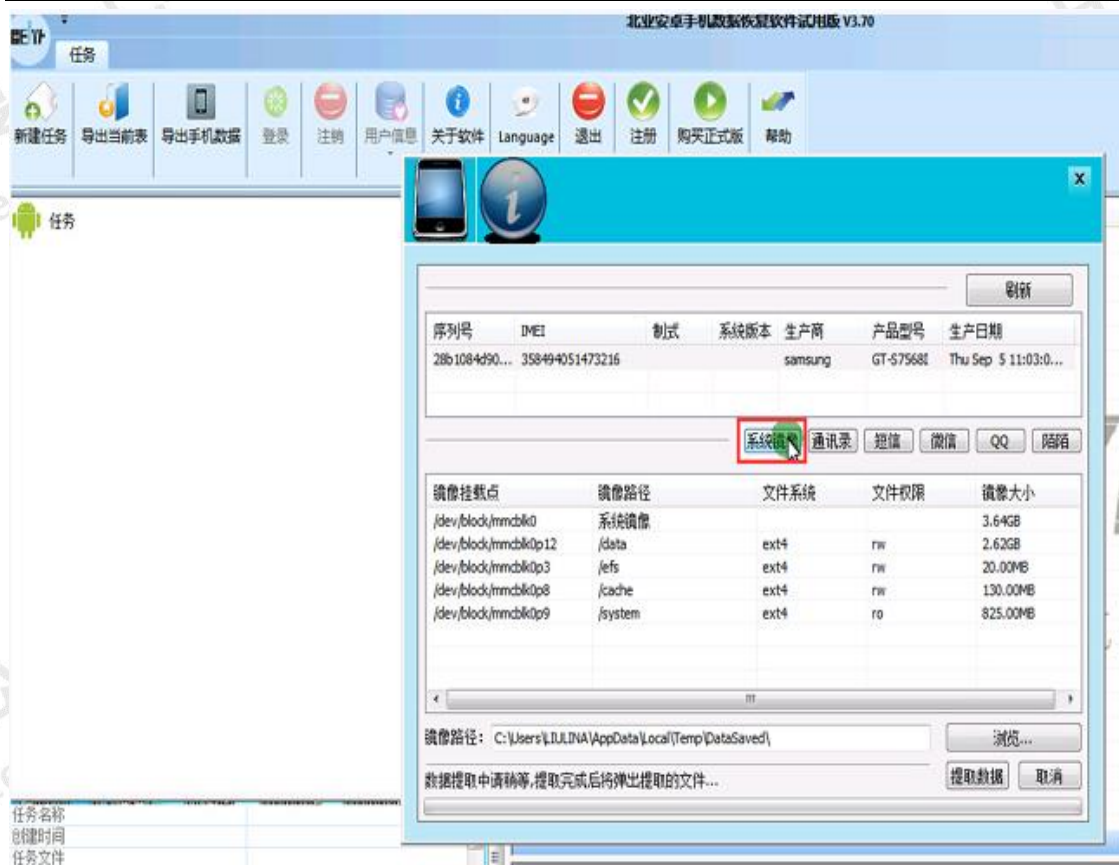 北亚安卓手机数据恢复软件试用版 V3.70
任务
新建任务 导出当前表 导出手机数据 登录 注销 用户信息 关于软件 Language 退出 注册 购买正式版 帮助
任务
x
刷新
序列号 IMEI 制式 系统版本 生产商 产品型号 生产日期
28b1084d90... 358494051473216 samsung GT-S7568I Thu Sep 5 11:03:0...
系统镜像 通讯录 短信 微信 QQ 陌陌
镜像挂载点 镜像路径 文件系统 文件权限 镜像大小
/dev/block/mmcblk0 系统镜像 3.64GB
/dev/block/mmcblk0p12 /data ext4 rw 2.62GB
/dev/block/mmcblk0p3 /efs ext4 rw 20.00MB
/dev/block/mmcblk0p8 /cache ext4 rw 130.00MB
/dev/block/mmcblk0p9 /system ext4 ro 825.00MB
镜像路径： C:\Users\LIULINA\AppData\Local\Temp\DataSaved\ 浏览...
数据提取中请稍等,提取完成后将弹出提取的文件... 提取数据 取消
任务名称
创建时间
任务文件